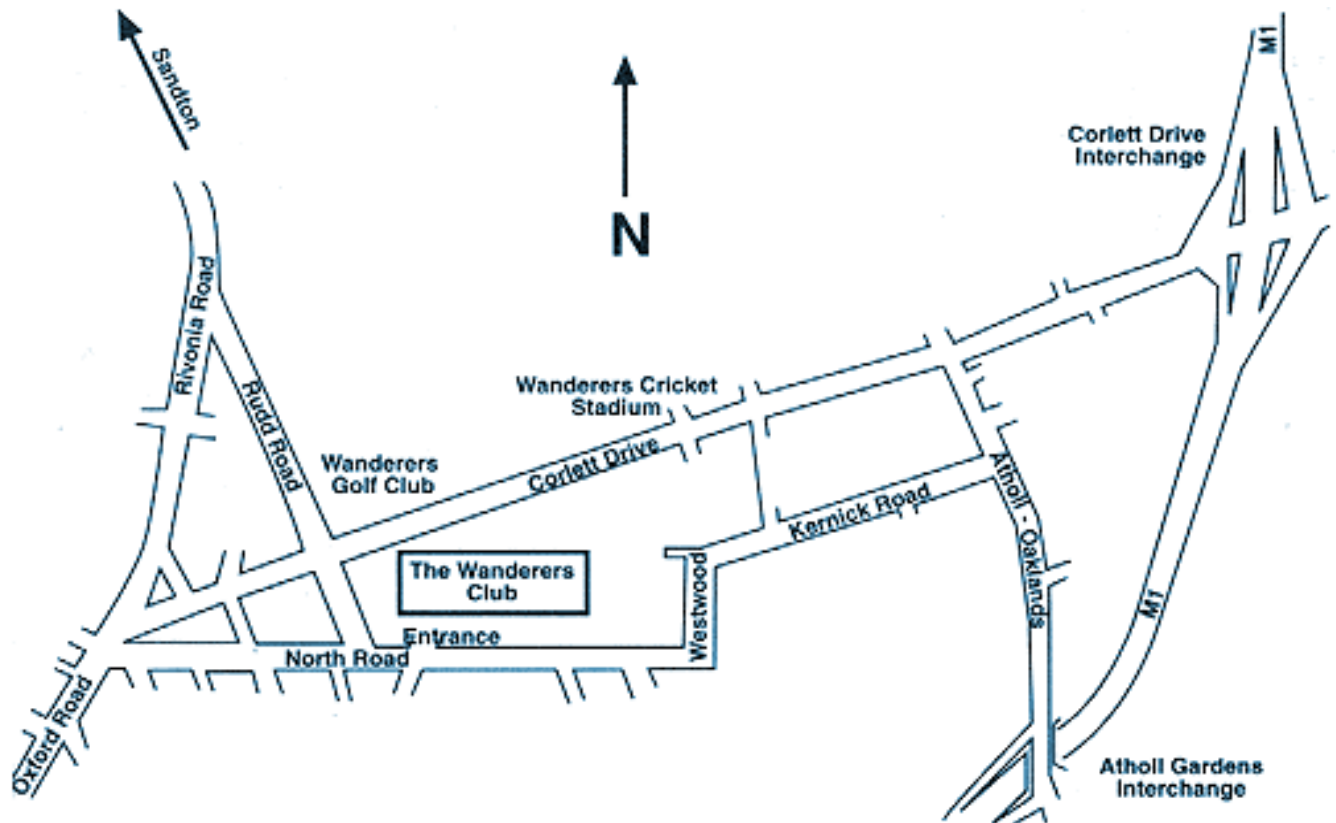 Sandton
M1
Corlett Drive
Interchange
N
Rivonia Road
Rudd Road
Wanderers Cricket
Stadium
Wanderers
Golf Club
Corlett Drive
Kernick Road
Atholl - Oaklands
The Wanderers
Club
Westwood
M1
Entrance
North Road
Oxford Road
Atholl Gardens
Interchange